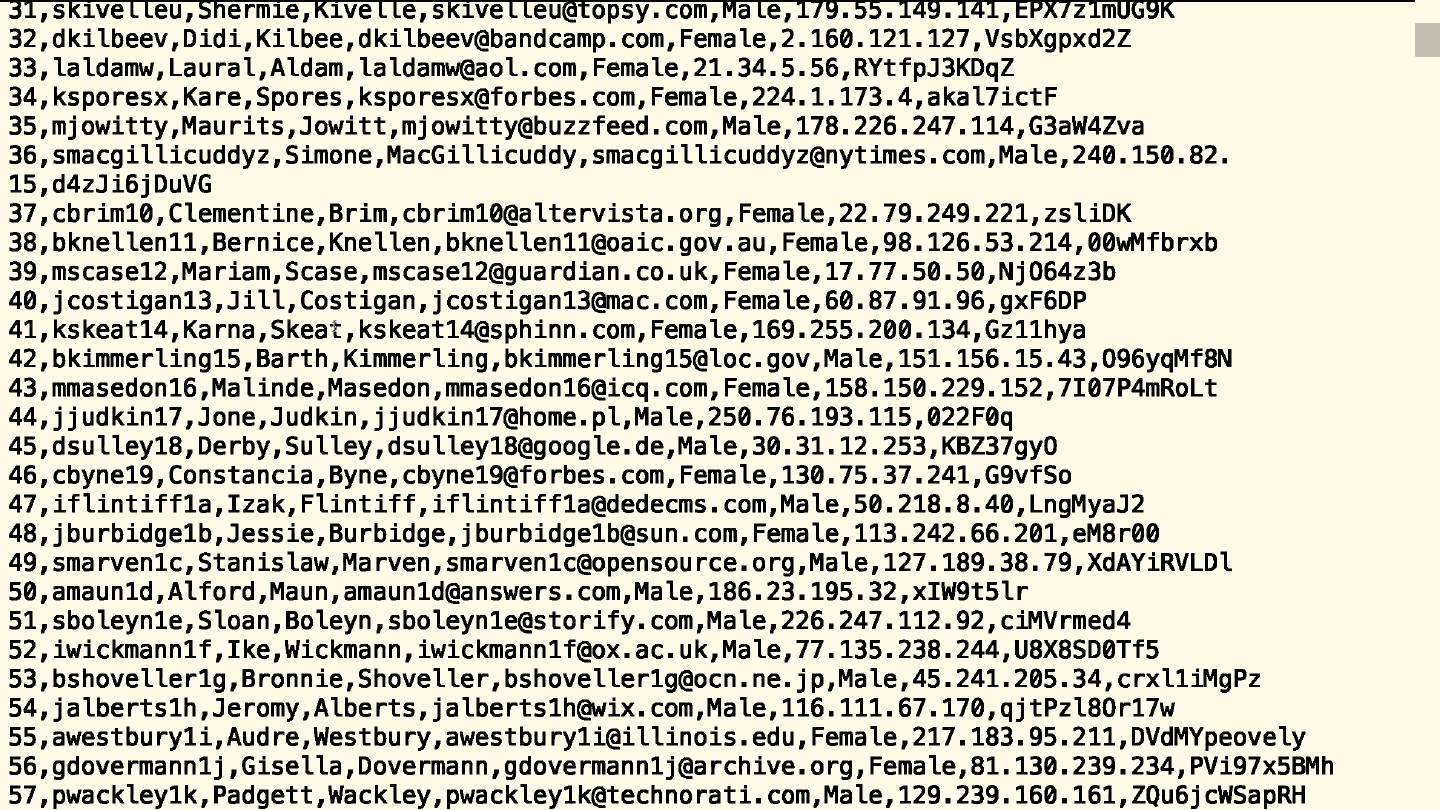 31,skivelleu,Shermie,Kivelle,skivelleu@topsy.com,Male,179.55.149.141,EPX7z1mUG9K
32,dkilbeev,Didi,Kilbee,dkilbeev@bandcamp.com,Female,2.160.121.127,VsbXgpxd2Z
33,laldamw,Laural,Aldam,laldamw@aol.com,Female,21.34.5.56,RYtfpJ3KDqZ
34,ksporesx,Kare,Spores,ksporesx@forbes.com,Female,224.1.173.4,akal7ictF
35,mjowitty,Maurits,Jowitt,mjowitty@buzzfeed.com,Male,178.226.247.114,G3aW4Zva
36,smacgillicuddyz,Simone,MacGillicuddy,smacgillicuddyz@nytimes.com,Male,240.150.82.
15,d4zJi6jDuVG
37,cbrim10,Clementine,Brim,cbrim10@altervista.org,Female,22.79.249.221,zsliDK
38,bknellen11,Bernice,Knellen,bknellen11@oaic.gov.au,Female,98.126.53.214,00wMfbrxb
39,mscase12,Mariam,Scase,mscase12@guardian.co.uk,Female,17.77.50.50,NjO64z3b
40,jcostigan13,Jill,Costigan,jcostigan13@mac.com,Female,60.87.91.96,gxF6DP
41,kskeat14,Karna,Skeat,kskeat14@sphinn.com,Female,169.255.200.134,Gz11hya
42,bkimmerling15,Barth,Kimmerling,bkimmerling15@loc.gov,Male,151.156.15.43,O96yqMf8N
43,mmasedon16,Malinde,Masedon,mmasedon16@icq.com,Female,158.150.229.152,7I07P4mRoLt
44,jjudkin17,Jone,Judkin,jjudkin17@home.pl,Male,250.76.193.115,022F0q
45,dsulley18,Derby,Sulley,dsulley18@google.de,Male,30.31.12.253,KBZ37gyO
46,cbyne19,Constancia,Byne,cbyne19@forbes.com,Female,130.75.37.241,G9vfSo
47,iflintiff1a,Izak,Flintiff,iflintiff1a@dedecms.com,Male,50.218.8.40,LngMyaJ2
48,jburbidge1b,Jessie,Burbidge,jburbidge1b@sun.com,Female,113.242.66.201,eM8r00
49,smarven1c,Stanislaw,Marven,smarven1c@opensource.org,Male,127.189.38.79,XdAYiRVLDl
50,amaun1d,Alford,Maun,amaun1d@answers.com,Male,186.23.195.32,xIW9t5lr
51,sboleyn1e,Sloan,Boleyn,sboleyn1e@storify.com,Male,226.247.112.92,ciMVrmed4
52,iwickmann1f,Ike,Wickmann,iwickmann1f@ox.ac.uk,Male,77.135.238.244,U8X8SD0Tf5
53,bshoveller1g,Bronnie,Shoveller,bshoveller1g@ocn.ne.jp,Male,45.241.205.34,crxl1iMgPz
54,jalberts1h,Jeromy,Alberts,jalberts1h@wix.com,Male,116.111.67.170,qjtPzl8Or17w
55,awestbury1i,Audre,Westbury,awestbury1i@illinois.edu,Female,217.183.95.211,DVdMYpeovely
56,gdovermann1j,Gisella,Dovermann,gdovermann1j@archive.org,Female,81.130.239.234,PVi97x5BMh
57,pwackley1k,Padgett,Wackley,pwackley1k@technorati.com,Male,129.239.160.161,ZQu6jcWSapRH